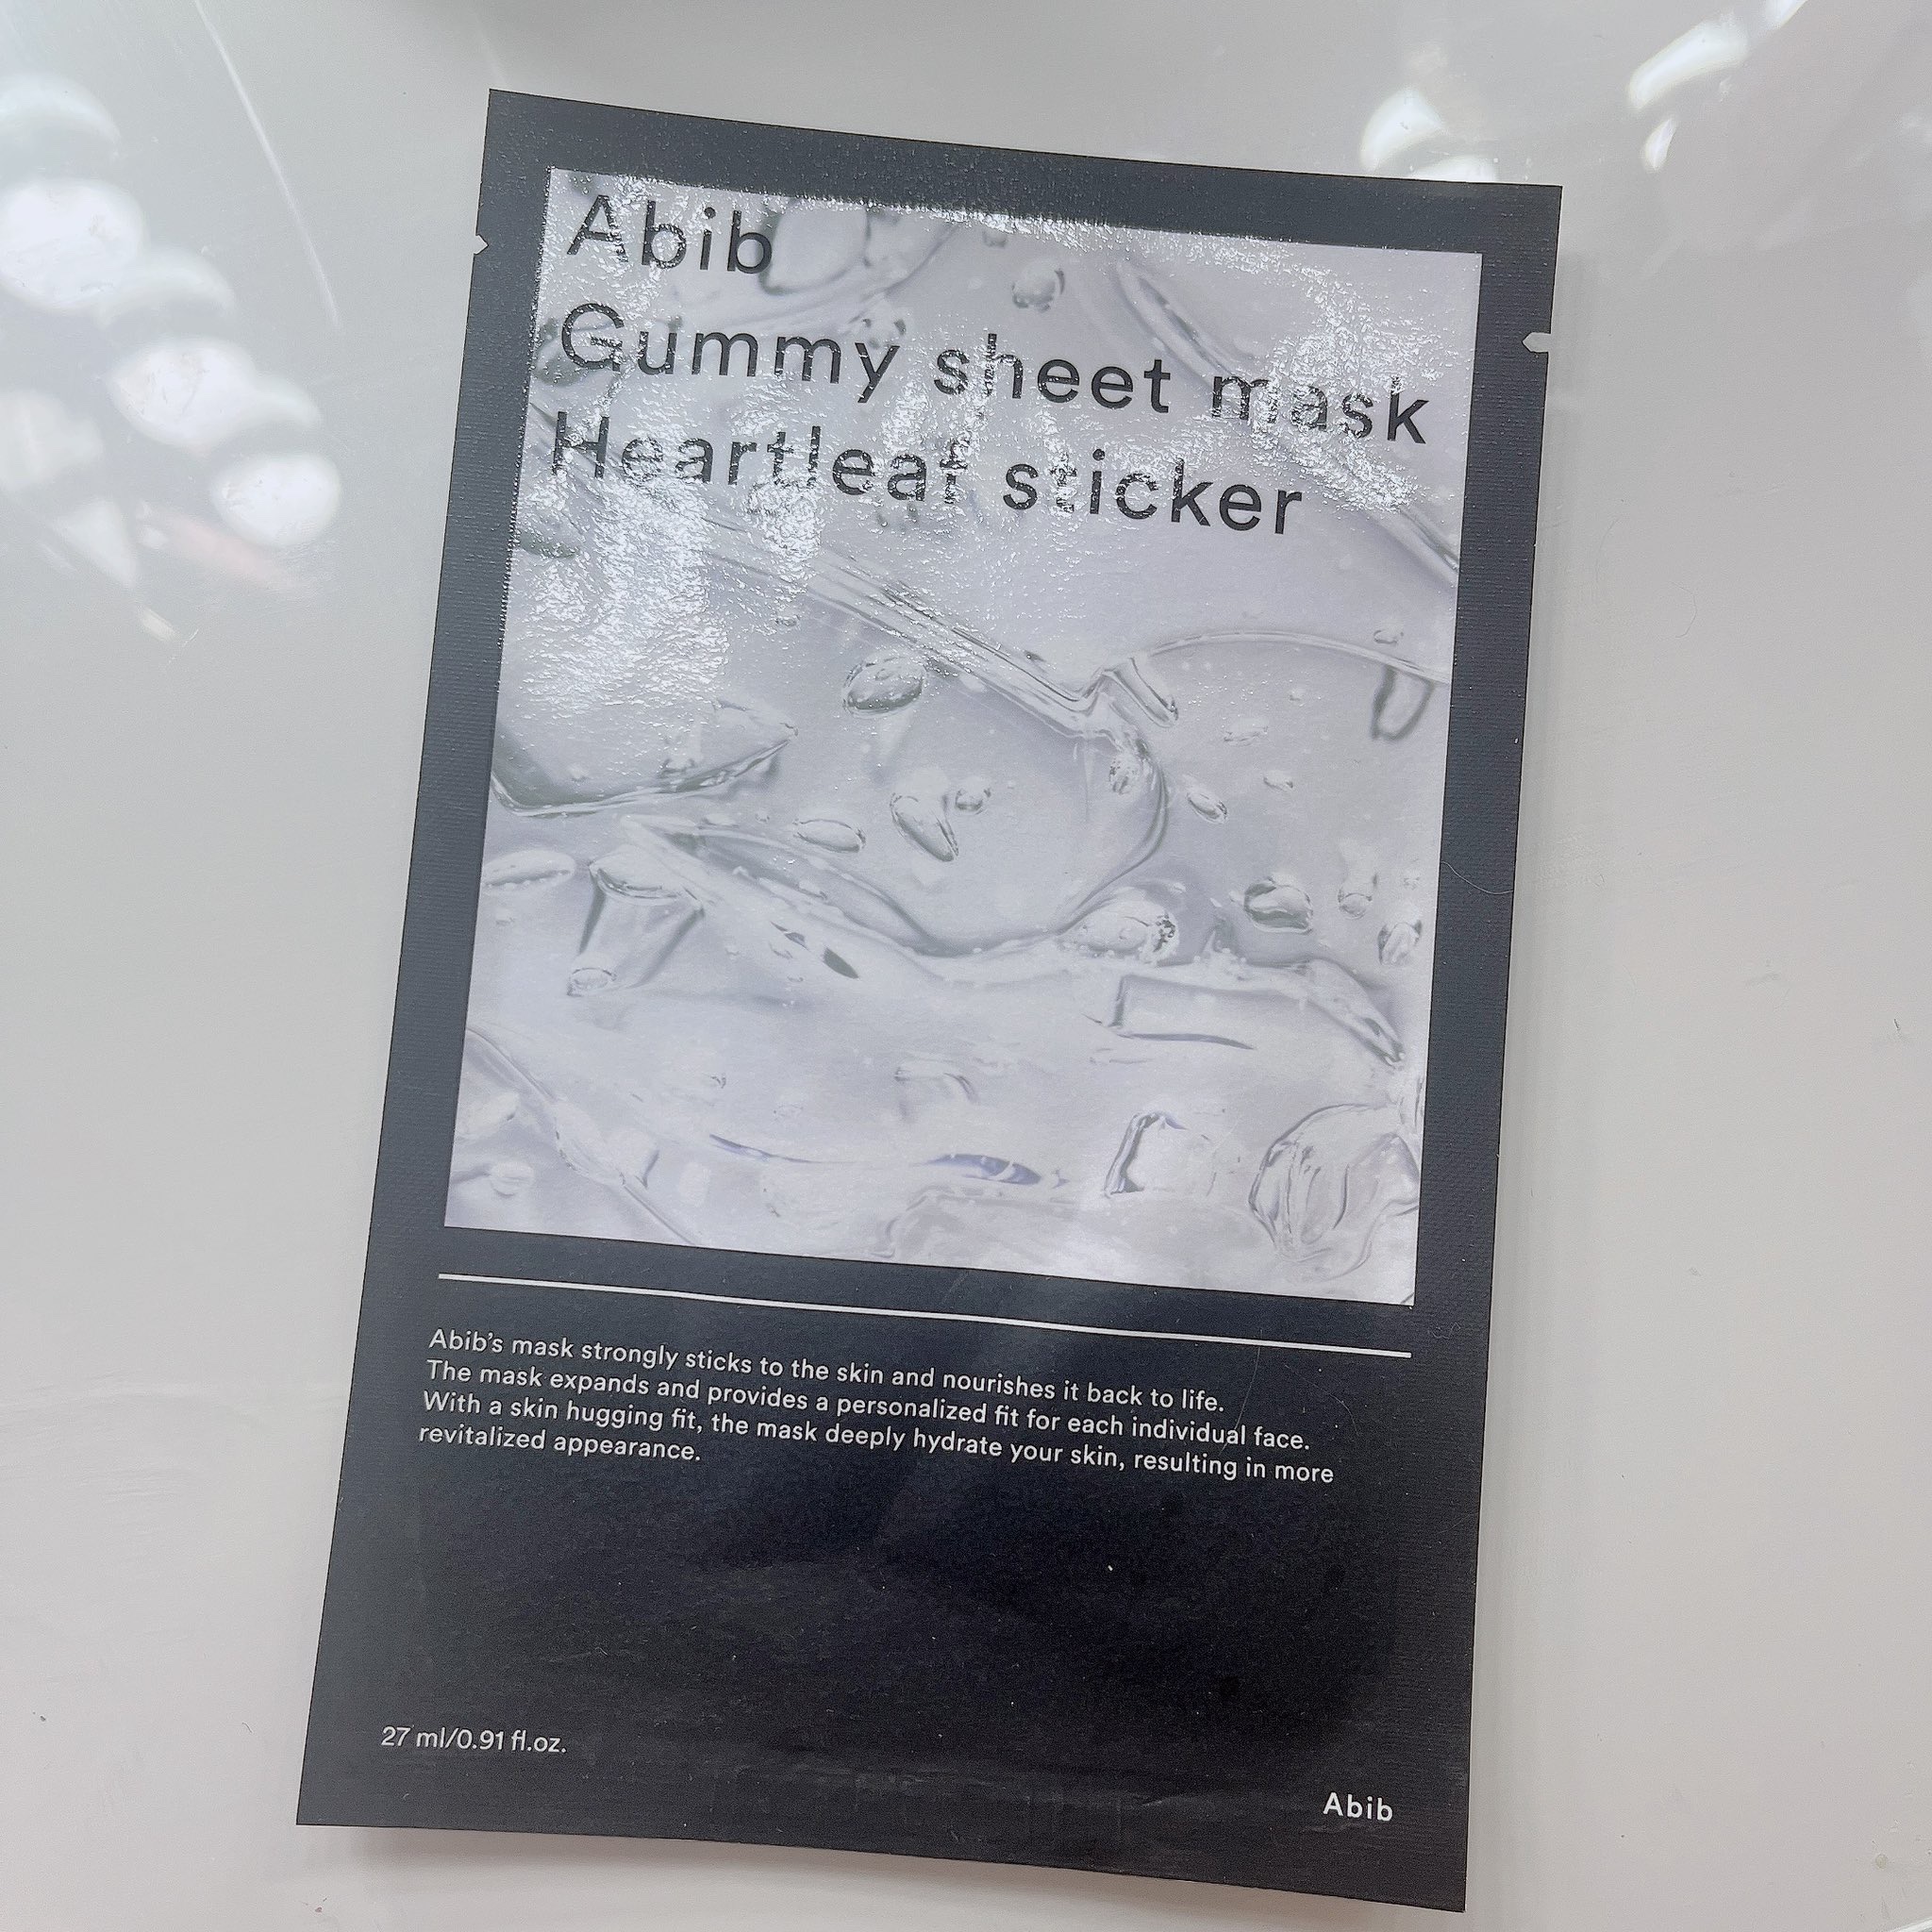 Abib
Gummy sheet mask
Heartleaf sticker
Abib's mask strongly sticks to the skin and nourishes it back to life.
The mask expands and provides a personalized fit for each individual face.
With a skin hugging fit, the mask deeply hydrate your skin, resulting in more
revitalized appearance.
27 ml/0.91 fl.oz.
Abib